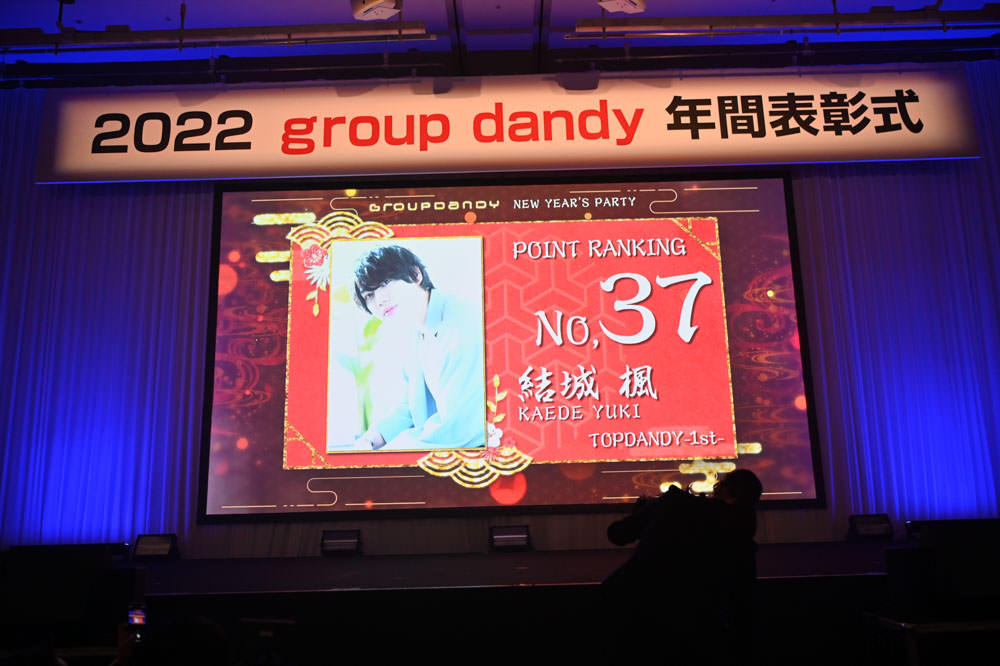 2022 group dandy 年間表彰式
GROUPDANDY NEW YEAR'S PARTY
POINT RANKING
No,37
結城 楓
KAEDE YUKI
TOPDANDY-1st-